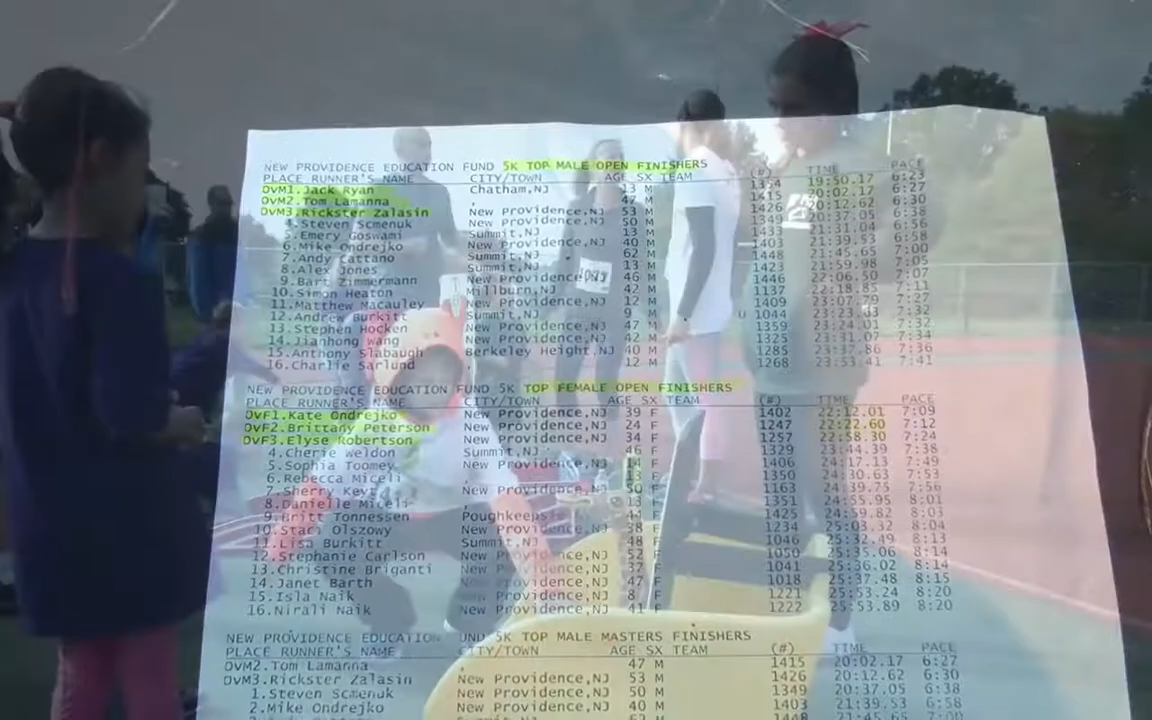 NEW PROVIDENCE EDUCATION FUND 5K TOP MALE OPEN FINISHERS
PLACE RUNNER'S NAME CITY/TOWN AGE SX TEAM (#) TIME PACE
OVM1.Jack Ryan Chatham,NJ 13 M 1354 19:50.17 6:23
OVM2.Tom Lamanna , 47 M 1415 20:02.17
OVM3.Rickster Zalasin New Providence,NJ 53 M 1426 20:12.62 6:30
4.Steven Scmenuk New Providence,NJ 50 M 1349 20:37.05 6:38
5.Emery Goswami Summit,NJ 13 M 1433 21:31.04 6:56
6.Mike Ondrejko New Providence,NJ 40 M 1403 21:39.53 6:58
7.Andy Cattano Summit,NJ 62 M 1448 21:45.65 7:00
8.Alex Jones Summit,NJ 13 M 1423 21:59.98 7:05
9.Bart Zimmermann New Providence,NJ 46 M 1446 22:06.50 7:07
10.Simon Heaton Millburn,NJ 42 M 1137 22:18.85 7:11
11.Matthew Macauley New Providence,NJ 12 M 1409 23:07.79 7:27
12.Andrew Burkitt Summit,NJ 9 M U 1044 23:23.43 7:32
13.Stephen Hocken New Providence,NJ 47 M 1359 23:24.01 7:32
14.Jianhong Wang New Providence,NJ 42 M 1325 23:31.07 7:34
15.Anthony Slabaugh Berkeley Height,NJ 40 M 1285 23:37.86 7:36
16.Charlie Sarlund , 12 M 1268 23:53.41 7:41
NEW PROVIDENCE EDUCATION FUND 5K TOP FEMALE OPEN FINISHERS
PLACE RUNNER'S NAME CITY/TOWN AGE SX TEAM (#) TIME PACE
OVF1.Kate Ondrejko New Providence,NJ 39 F 1402 22:12.01 7:09
OVF2.Brittany Peterson New Providence,NJ 24 F 1247 22:22.60 7:12
OVF3.Elyse Robertson New Providence,NJ 34 F 1257 22:58.30 7:24
4.Cherie Weldon Summit,NJ 46 F 1329 23:44.39 7:38
5.Sophia Toomey New Providence,NJ 14 F 1406 24:17.13 7:49
6.Rebecca Miceli , 13 F 1350 24:30.63 7:53
7.Sherry New Providence,NJ 50 F 1163 24:39.75 7:56
8.Danielle Miceli , 13 F 1351 24:55.95 8:01
9.Britt Tonnessen 44 F 1425 24:59.82 8:03
10.Staci Olszowy New Providence,NJ 38 F 1234 25:03.32 8:04
11.Lisa Burkitt Summit,NJ 48 F 1046 25:32.49 8:13
12.Stephanie Carlson New Providence,NJ 52 F 1050 25:35.06 8:14
13.Christine Briganti New Providence,NJ 37 F 1041 25:36.02 8:14
14.Janet Barth New Providence,NJ 47 F 1018 25:37.48 8:15
15.Isla Naik New Providence,NJ 8 F 1221 25:53.24 8:20
16.Nirali Naik New Providence,NJ 41 F 1222 25:53.89 8:20
NEW PROVIDENCE EDUCATION UND 5K TOP MALE MASTERS FINISHERS
PLACE RUNNER'S NAME CITY/TOWN AGE SX TEAM (#) TIME PACE
OVM2.Tom Lamanna , 47 M 1415 20:02.17 6:27
OVM3.Rickster Zalasin New Providence,NJ 53 M 1426 20:12.62 6:30
1.Steven Scmenuk New Providence,NJ 50 M 1349 20:37.05 6:38
2.Mike Ondrejko New Providence,NJ 40 M 1403 21:39.53 6:58
62 M 1448 21:45.65 7:00